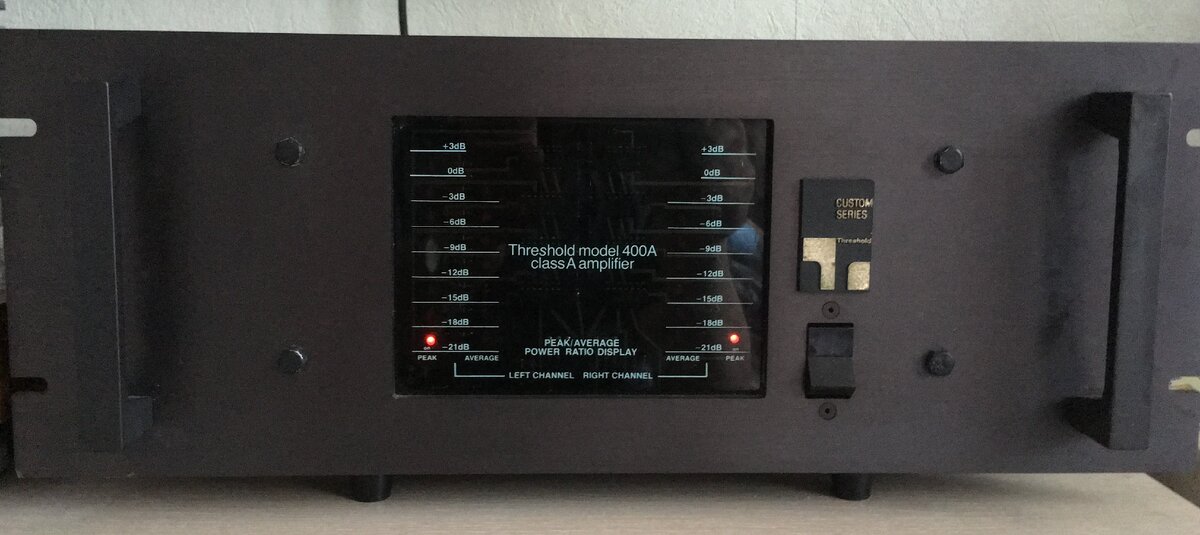 +3dB
0dB
−3dB
−6dB
−9dB
−12dB
−15dB
−18dB
on
−21dB
PEAK
AVERAGE
Threshold model 400A
class A amplifier
PEAK/AVERAGE
POWER RATIO DISPLAY
LEFT CHANNEL RIGHT CHANNEL
+3dB
0dB
−3dB
−6dB
−9dB
−12dB
−15dB
−18dB
on
−21dB
AVERAGE
PEAK
CUSTOM
SERIES
Threshold